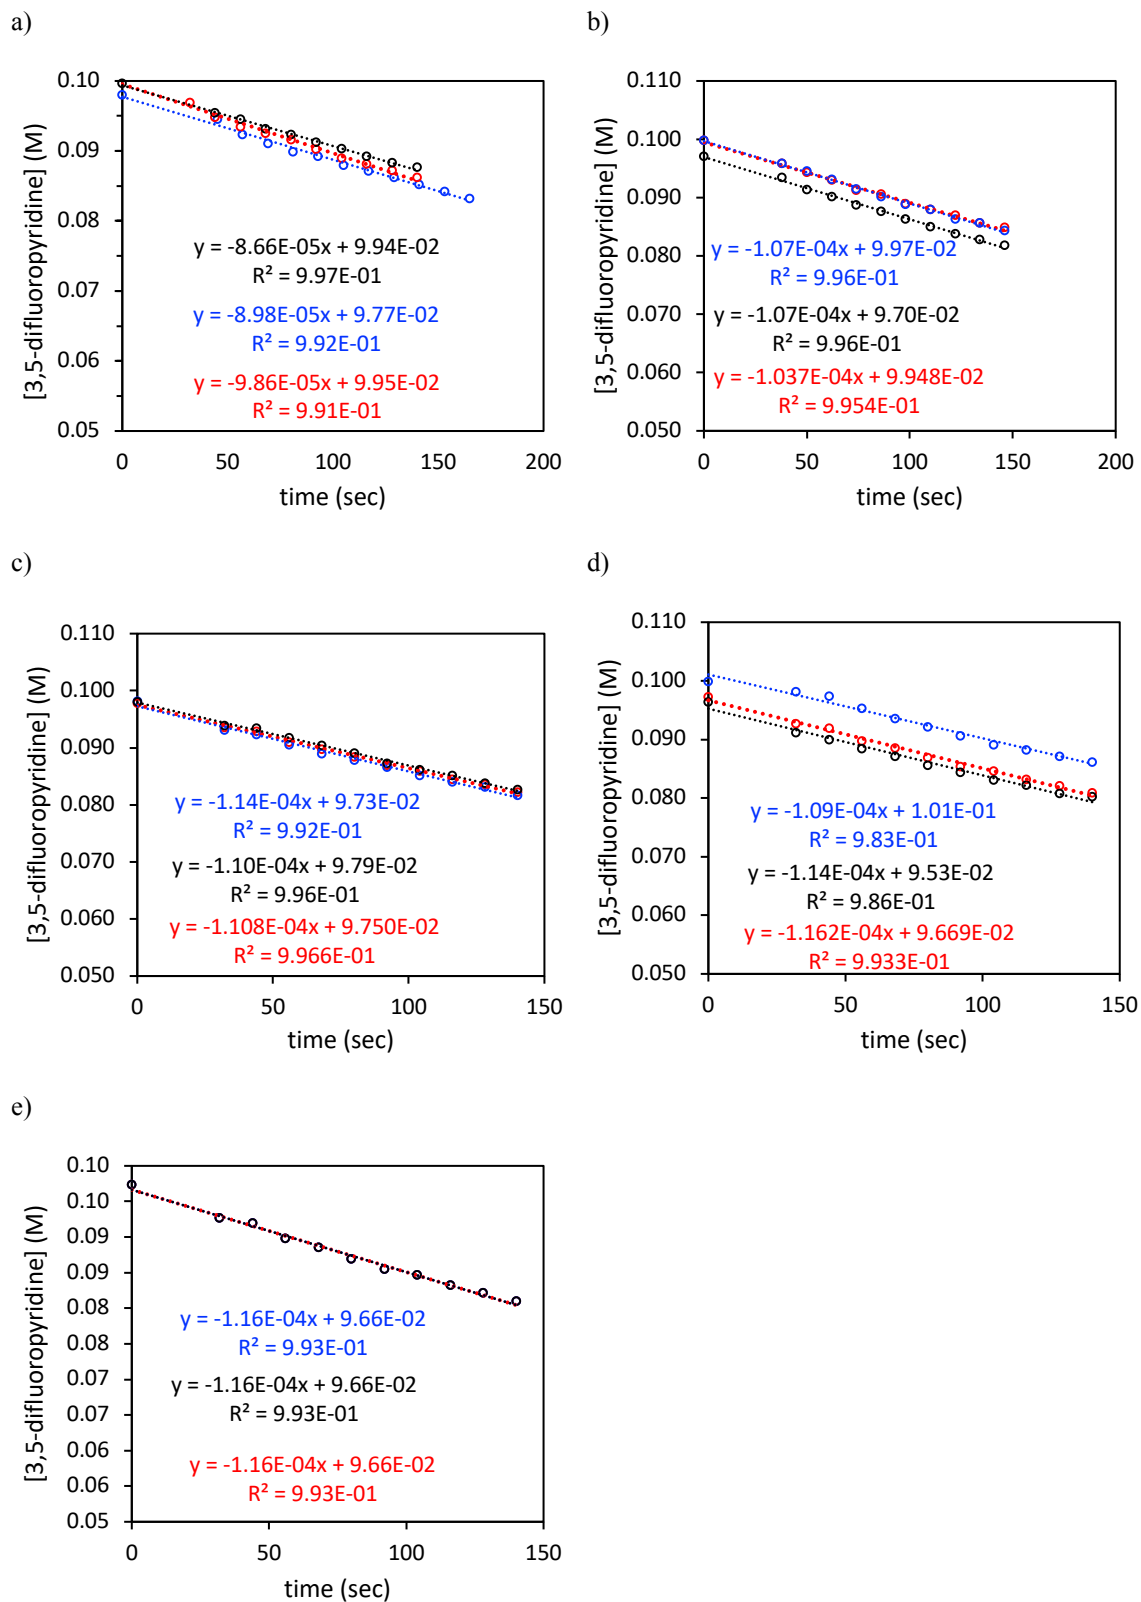 a)
[3,5-difluoropyridine] (M)
0.10
0.09
0.08
0.07
0.06
0.05
y = -8.66E-05x + 9.94E-02
R² = 9.97E-01
y = -8.98E-05x + 9.77E-02
R² = 9.92E-01
y = -9.86E-05x + 9.95E-02
R² = 9.91E-01
0 50 100 150 200
time (sec)
b)
[3,5-difluoropyridine] (M)
0.110
0.100
0.090
0.080
0.070
0.060
0.050
y = -1.07E-04x + 9.97E-02
R² = 9.96E-01
y = -1.07E-04x + 9.70E-02
R² = 9.96E-01
y = -1.037E-04x + 9.948E-02
R² = 9.954E-01
0 50 100 150 200
time (sec)
c)
[3,5-difluoropyridine] (M)
0.110
0.100
0.090
0.080
0.070
0.060
0.050
y = -1.14E-04x + 9.73E-02
R² = 9.92E-01
y = -1.10E-04x + 9.79E-02
R² = 9.96E-01
y = -1.108E-04x + 9.750E-02
R² = 9.966E-01
0 50 100 150
time (sec)
d)
[3,5-difluoropyridine] (M)
0.110
0.100
0.090
0.080
0.070
0.060
0.050
y = -1.09E-04x + 1.01E-01
R² = 9.83E-01
y = -1.14E-04x + 9.53E-02
R² = 9.86E-01
y = -1.162E-04x + 9.669E-02
R² = 9.933E-01
0 50 100 150
time (sec)
e)
[3,5-difluoropyridine] (M)
0.10
0.10
0.09
0.09
0.08
0.08
0.07
0.07
0.06
0.06
0.05
y = -1.16E-04x + 9.66E-02
R² = 9.93E-01
y = -1.16E-04x + 9.66E-02
R² = 9.93E-01
y = -1.16E-04x + 9.66E-02
R² = 9.93E-01
0 50 100 150
time (sec)